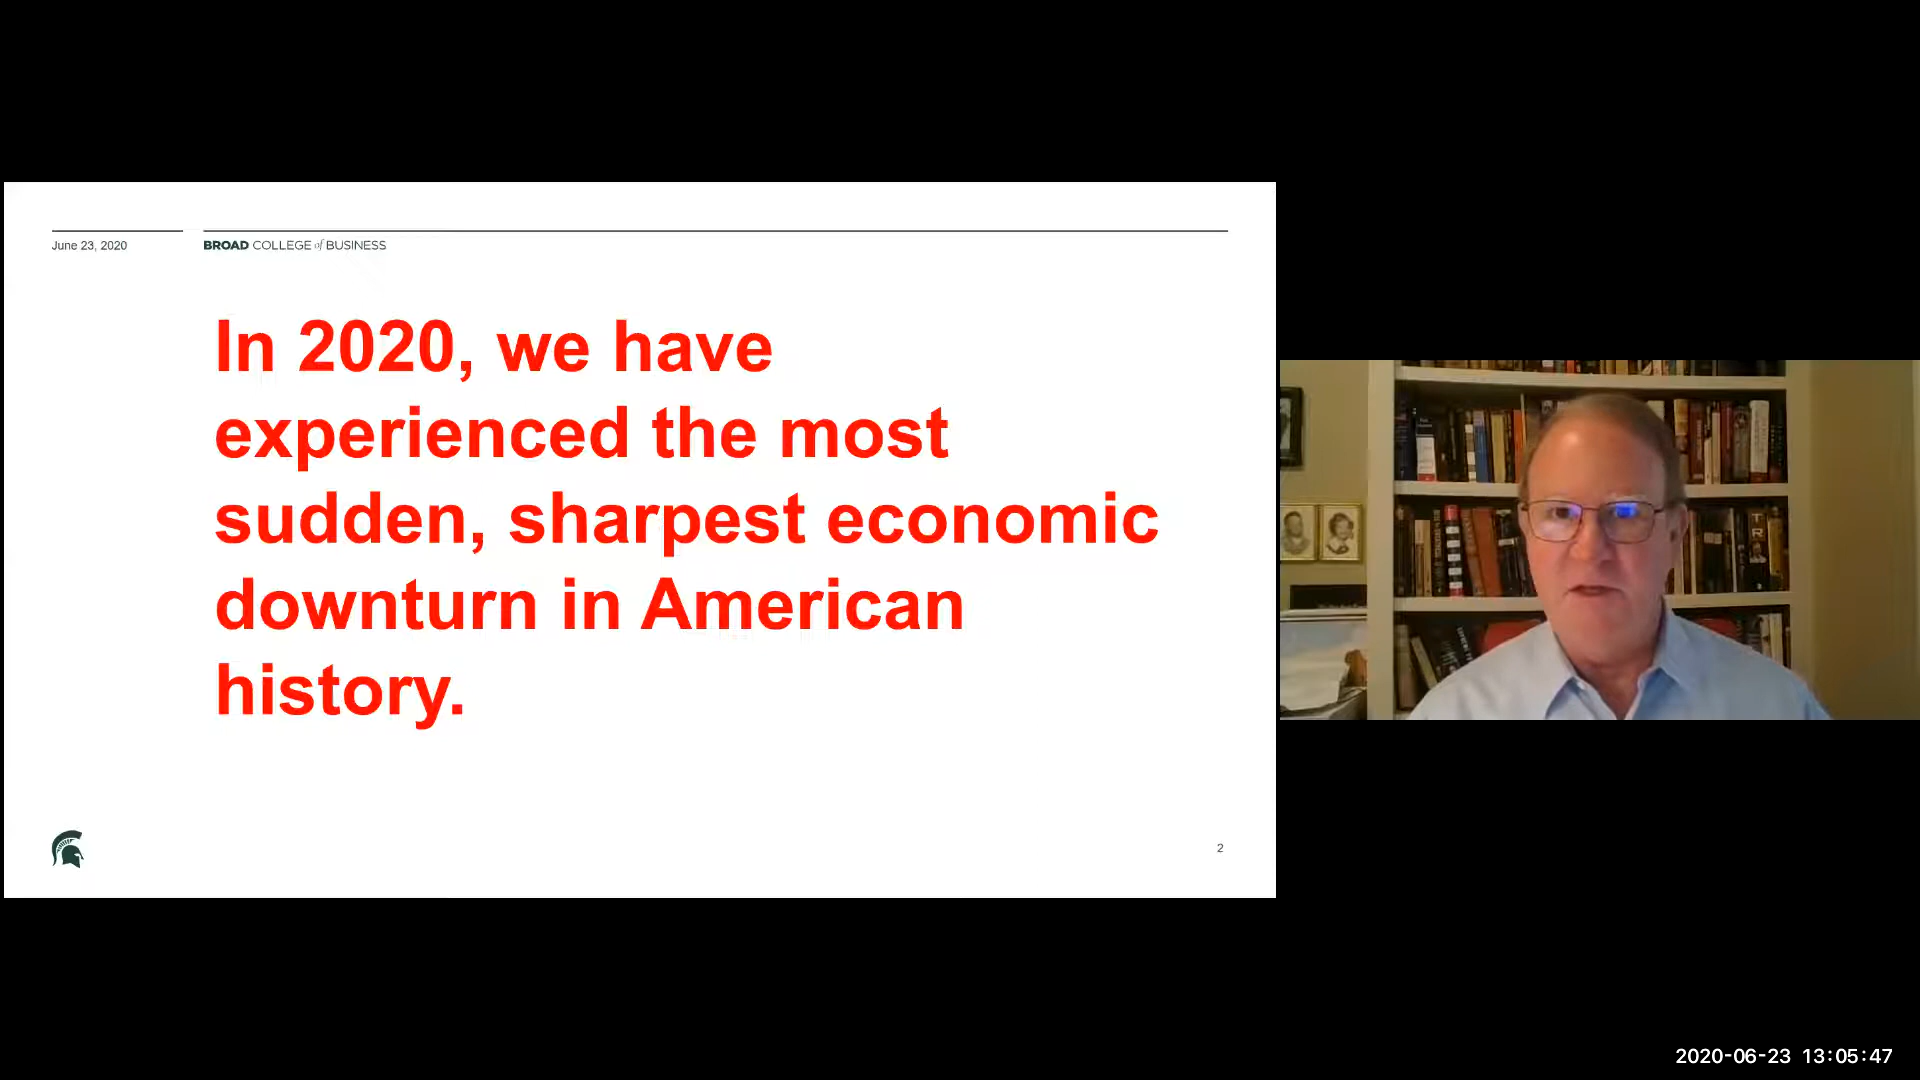 June 23, 2020
BROAD COLLEGE of BUSINESS
In 2020, we have
experienced the most
sudden, sharpest economic
downturn in American
history.
2
2020-06-23 13:05:47